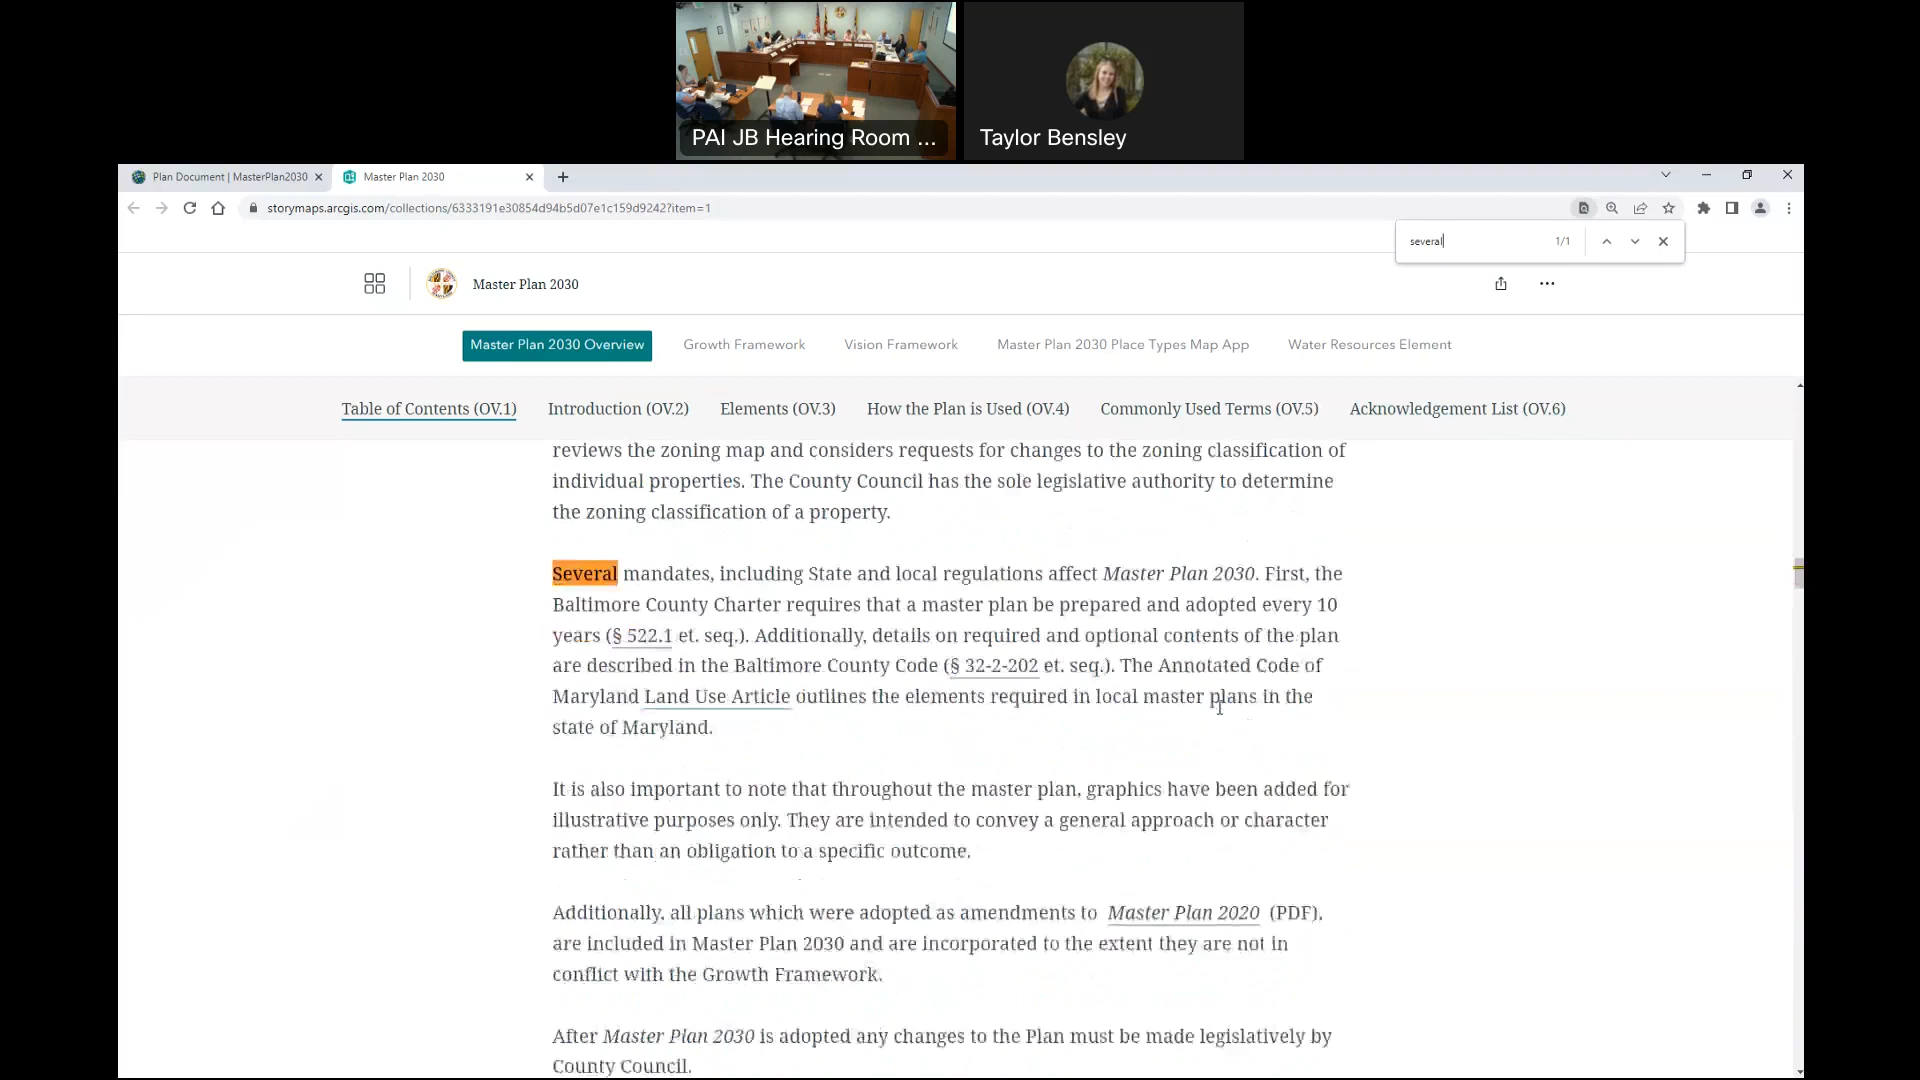 PAI JB Hearing Room ...
Taylor Bensley
Plan Document | MasterPlan2030
Master Plan 2030
storymaps.arcgis.com/collections/6333191e30854d94b5d07e1c159d9242?item=1
several
1/1
Master Plan 2030
Master Plan 2030 Overview
Growth Framework
Vision Framework
Master Plan 2030 Place Types Map App
Water Resources Element
Table of Contents (OV.1)
Introduction (OV.2)
Elements (OV.3)
How the Plan is Used (OV.4)
Commonly Used Terms (OV.5)
Acknowledgement List (OV.6)
reviews the zoning map and considers requests for changes to the zoning classification of
individual properties. The County Council has the sole legislative authority to determine
the zoning classification of a property.
Several mandates, including State and local regulations affect Master Plan 2030. First, the
Baltimore County Charter requires that a master plan be prepared and adopted every 10
years (§ 522.1 et. seq.). Additionally, details on required and optional contents of the plan
are described in the Baltimore County Code (§ 32-2-202 et. seq.). The Annotated Code of
Maryland Land Use Article outlines the elements required in local master plans in the
state of Maryland.
It is also important to note that throughout the master plan, graphics have been added for
illustrative purposes only. They are intended to convey a general approach or character
rather than an obligation to a specific outcome.
Additionally, all plans which were adopted as amendments to Master Plan 2020 (PDF),
are included in Master Plan 2030 and are incorporated to the extent they are not in
conflict with the Growth Framework.
After Master Plan 2030 is adopted any changes to the Plan must be made legislatively by
County Council.